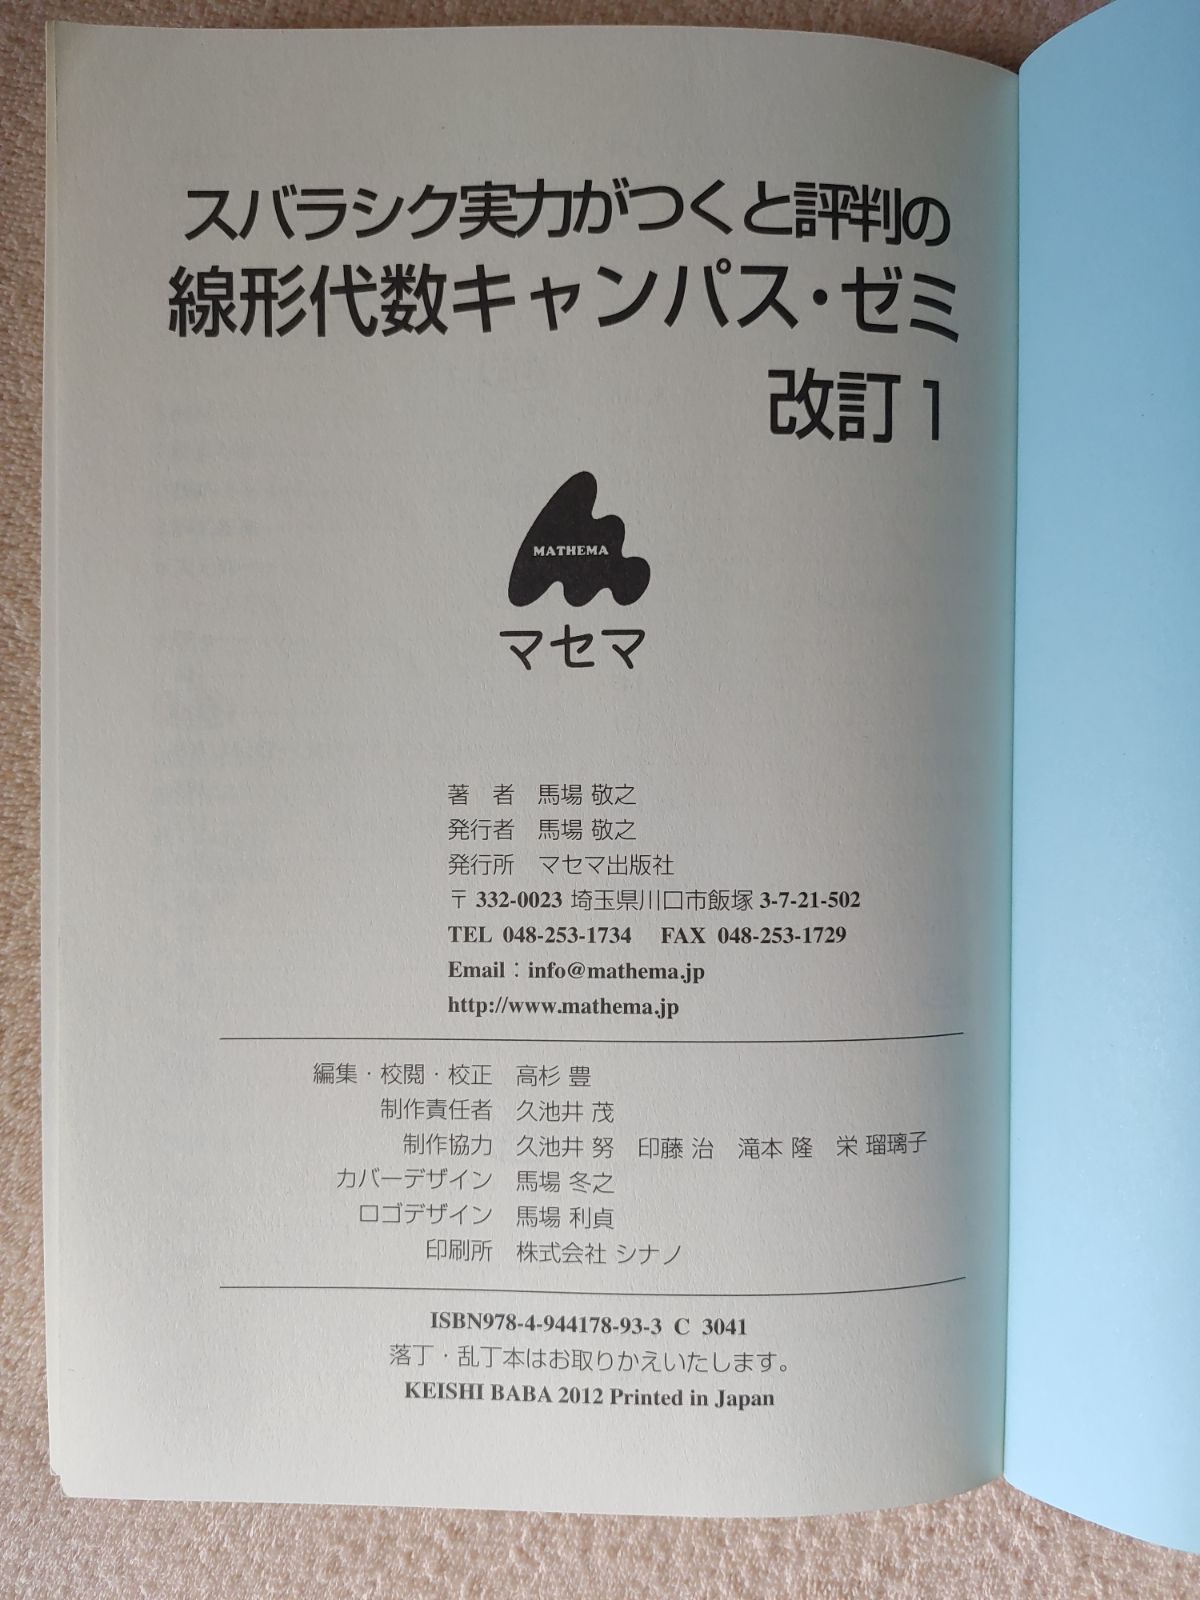 スバラシク実力がつくと評判の
線形代数キャンパス・ゼミ
改訂1
MATHEMA
マセマ
著　者　馬場 敬之
発行者　馬場 敬之
発行所　マセマ出版社
〒 332-0023 埼玉県川口市飯塚 3-7-21-502
TEL 048-253-1734　FAX 048-253-1729
Email：info@mathema.jp
http://www.mathema.jp
編集・校閲・校正　高杉 豊
制作責任者　久池井 茂
制作協力　久池井 努　印藤 治　滝本 隆　栄 瑠璃子
カバーデザイン　馬場 冬之
ロゴデザイン　馬場 利貞
印刷所　株式会社 シナノ
ISBN978-4-944178-93-3 C 3041
落丁・乱丁本はお取りかえいたします。
KEISHI BABA 2012 Printed in Japan